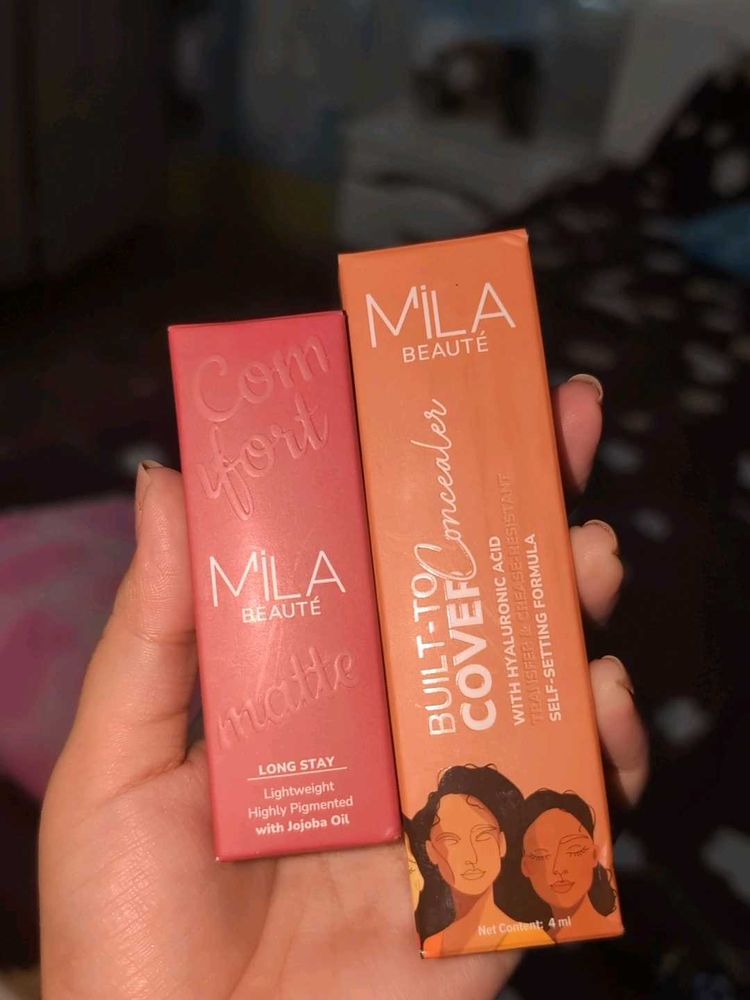 Com
fort
MiLA
BEAUTÉ
matte
LONG STAY
Lightweight
Highly Pigmented
with Jojoba Oil
MiLA
BEAUTÉ
BUILT-TO
COVER Concealer
WITH HYALURONIC ACID
TRANSFER & CREASE-RESISTANT
SELF-SETTING FORMULA
Net Content: 4 ml